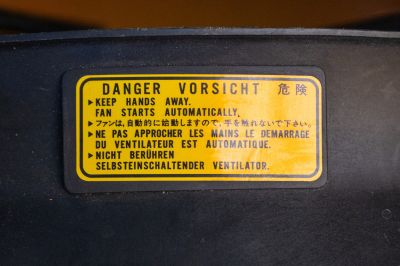 DANGER VORSICHT 危険
▶KEEP HANDS AWAY.
FAN STARTS AUTOMATICALLY,
▶ファンは、自動的に始動しますので、手を触れないで下さい。
▶NE PAS APPROCHER LES MAINS LE DEMARRAGE
DU VENTILATEUR EST AUTOMATIQUE.
▶NICHT BERÜHREN
SELBSTEINSCHALTENDER VENTILATOR.